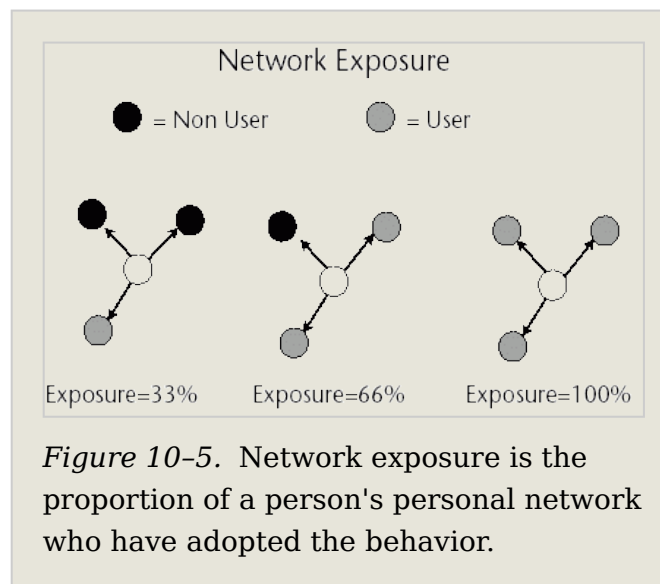 Network Exposure
= Non User = User
Exposure=33% Exposure=66% Exposure=100%
Figure 10–5. Network exposure is the
proportion of a person's personal network
who have adopted the behavior.